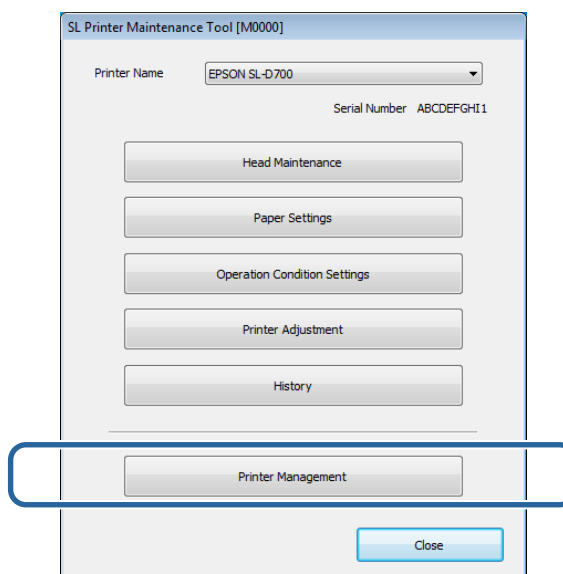 SL Printer Maintenance Tool [M0000]
Printer Name EPSON SL-D700
Serial Number ABCDEFGHI1
Head Maintenance
Paper Settings
Operation Condition Settings
Printer Adjustment
History
Printer Management
Close